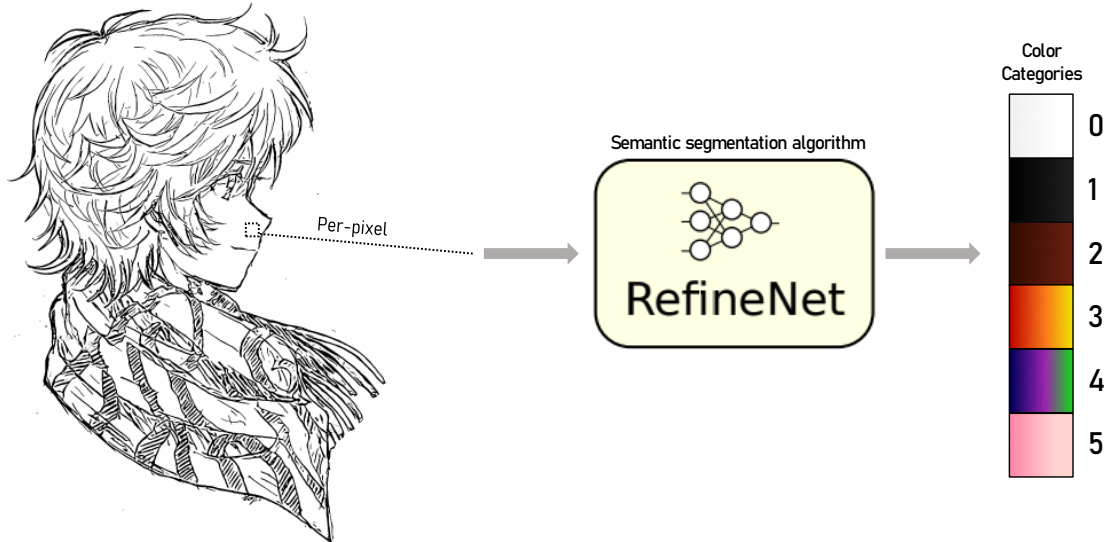 Color
Categories
Semantic segmentation algorithm
Per-pixel
RefineNet
0
1
2
3
4
5